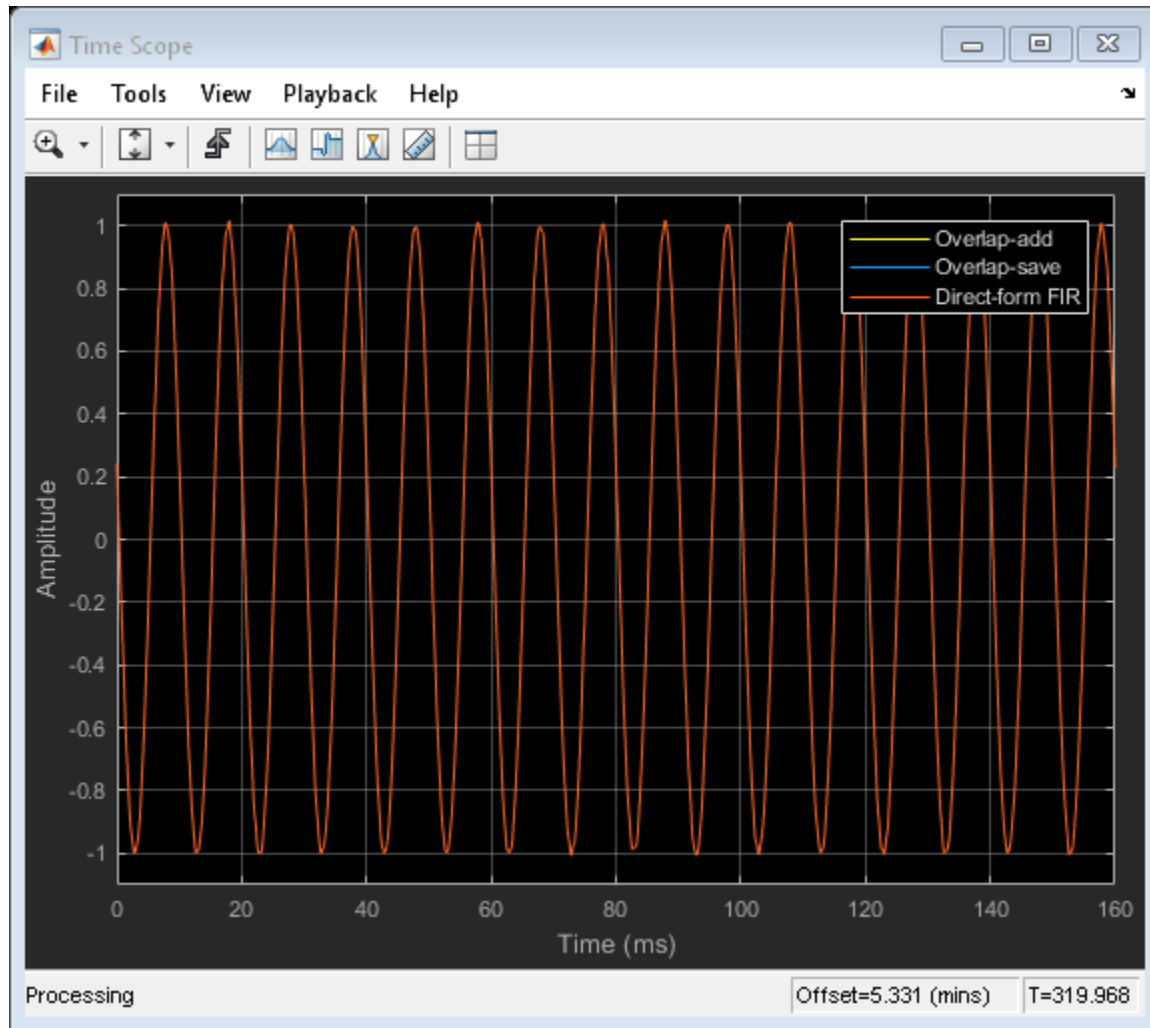 Time Scope
File Tools View Playback Help
Overlap-add
Overlap-save
Direct-form FIR
1
0.8
0.6
0.4
0.2
0
-0.2
-0.4
-0.6
-0.8
-1
Amplitude
0 20 40 60 80 100 120 140 160
Time (ms)
Processing Offset=5.331 (mins) T=319.968